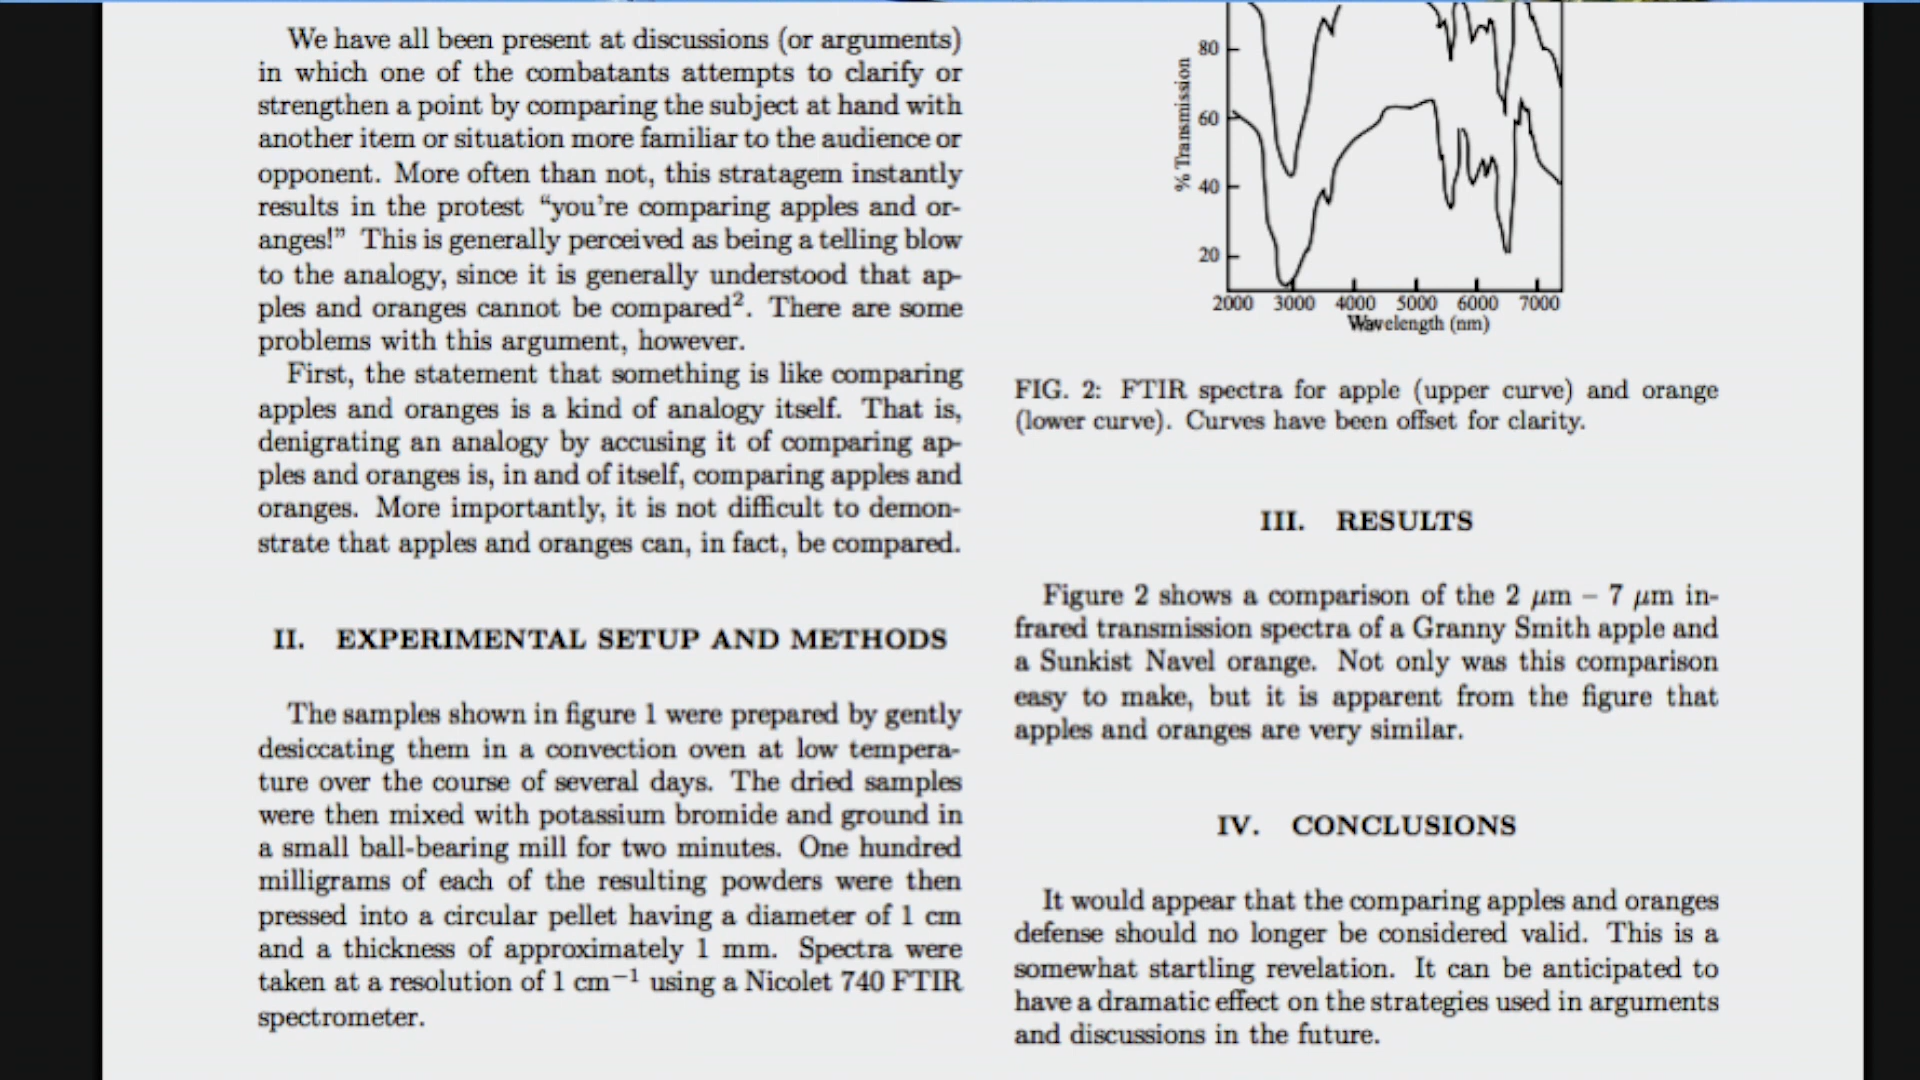 We have all been present at discussions (or arguments)
in which one of the combatants attempts to clarify or
strengthen a point by comparing the subject at hand with
another item or situation more familiar to the audience or
opponent. More often than not, this stratagem instantly
results in the protest “you’re comparing apples and or-
anges!” This is generally perceived as being a telling blow
to the analogy, since it is generally understood that ap-
ples and oranges cannot be compared². There are some
problems with this argument, however.
First, the statement that something is like comparing
apples and oranges is a kind of analogy itself. That is,
denigrating an analogy by accusing it of comparing ap-
ples and oranges is, in and of itself, comparing apples and
oranges. More importantly, it is not difficult to demon-
strate that apples and oranges can, in fact, be compared.
II. EXPERIMENTAL SETUP AND METHODS
The samples shown in figure 1 were prepared by gently
desiccating them in a convection oven at low tempera-
ture over the course of several days. The dried samples
were then mixed with potassium bromide and ground in
a small ball-bearing mill for two minutes. One hundred
milligrams of each of the resulting powders were then
pressed into a circular pellet having a diameter of 1 cm
and a thickness of approximately 1 mm. Spectra were
taken at a resolution of 1 cm⁻¹ using a Nicolet 740 FTIR
spectrometer.
% Transmission
80
60
40
20
2000 3000 4000 5000 6000 7000
Wavelength (nm)
FIG. 2: FTIR spectra for apple (upper curve) and orange
(lower curve). Curves have been offset for clarity.
III. RESULTS
Figure 2 shows a comparison of the 2 μm – 7 μm in-
frared transmission spectra of a Granny Smith apple and
a Sunkist Navel orange. Not only was this comparison
easy to make, but it is apparent from the figure that
apples and oranges are very similar.
IV. CONCLUSIONS
It would appear that the comparing apples and oranges
defense should no longer be considered valid. This is a
somewhat startling revelation. It can be anticipated to
have a dramatic effect on the strategies used in arguments
and discussions in the future.